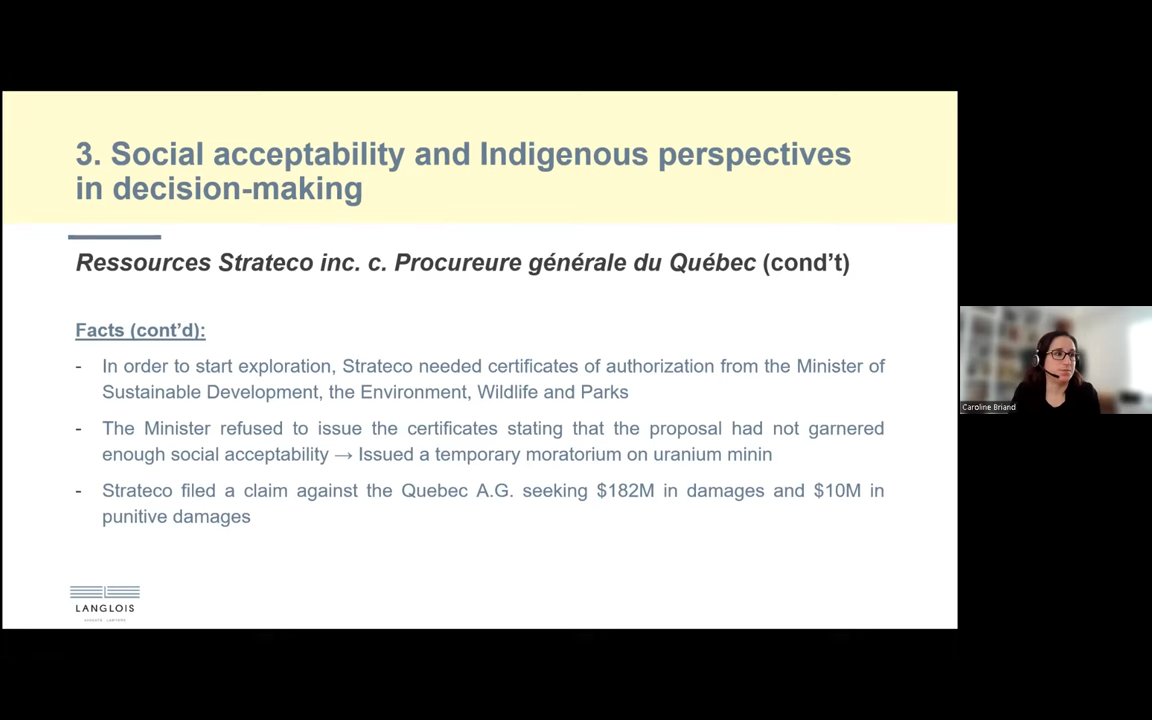 3. Social acceptability and Indigenous perspectives
in decision-making
Ressources Strateco inc. c. Procureure générale du Québec (cond't)
Facts (cont'd):
- In order to start exploration, Strateco needed certificates of authorization from the Minister of
Sustainable Development, the Environment, Wildlife and Parks
- The Minister refused to issue the certificates stating that the proposal had not garnered
enough social acceptability → Issued a temporary moratorium on uranium minin
- Strateco filed a claim against the Quebec A.G. seeking $182M in damages and $10M in
punitive damages
Caroline Briand
LANGLOIS